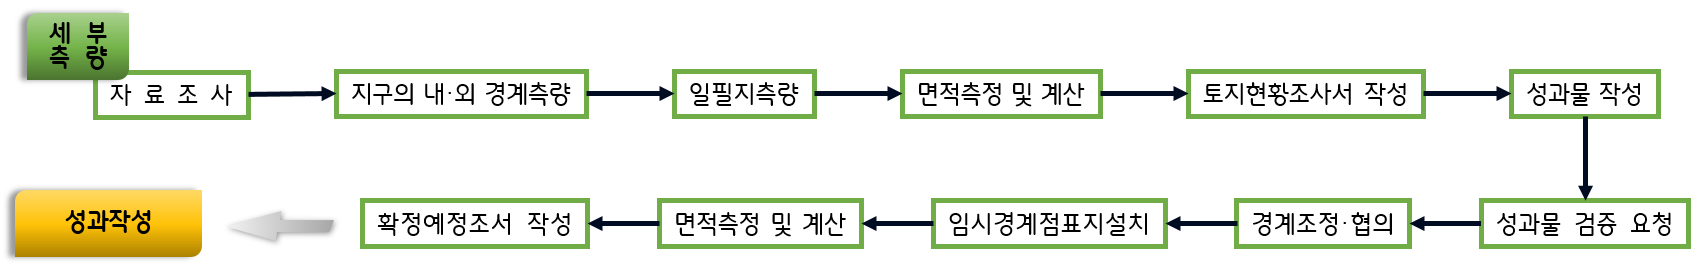 세 부
측 량
자 료 조 사
지구의 내·외 경계측량
일필지측량
면적측정 및 계산
토지현황조사서 작성
성과물 작성
성과물 검증 요청
경계조정·협의
임시경계점표지설치
면적측정 및 계산
확정예정조서 작성
성과작성